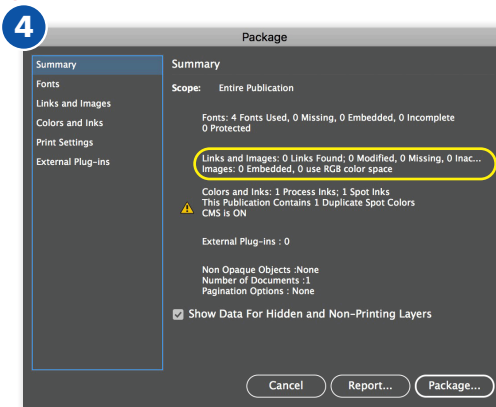 4
Package
Summary
Fonts
Links and Images
Colors and Inks
Print Settings
External Plug-ins
Summary
Scope: Entire Publication
Fonts: 4 Fonts Used, 0 Missing, 0 Embedded, 0 Incomplete
0 Protected
Links and Images: 0 Links Found; 0 Modified, 0 Missing, 0 Inac...
Images: 0 Embedded, 0 use RGB color space
Colors and Inks: 1 Process Inks; 1 Spot Inks
This Publication Contains 1 Duplicate Spot Colors
CMS is ON
External Plug-ins : 0
Non Opaque Objects :None
Number of Documents :1
Pagination Options : None
Show Data For Hidden and Non-Printing Layers
Cancel
Report...
Package...